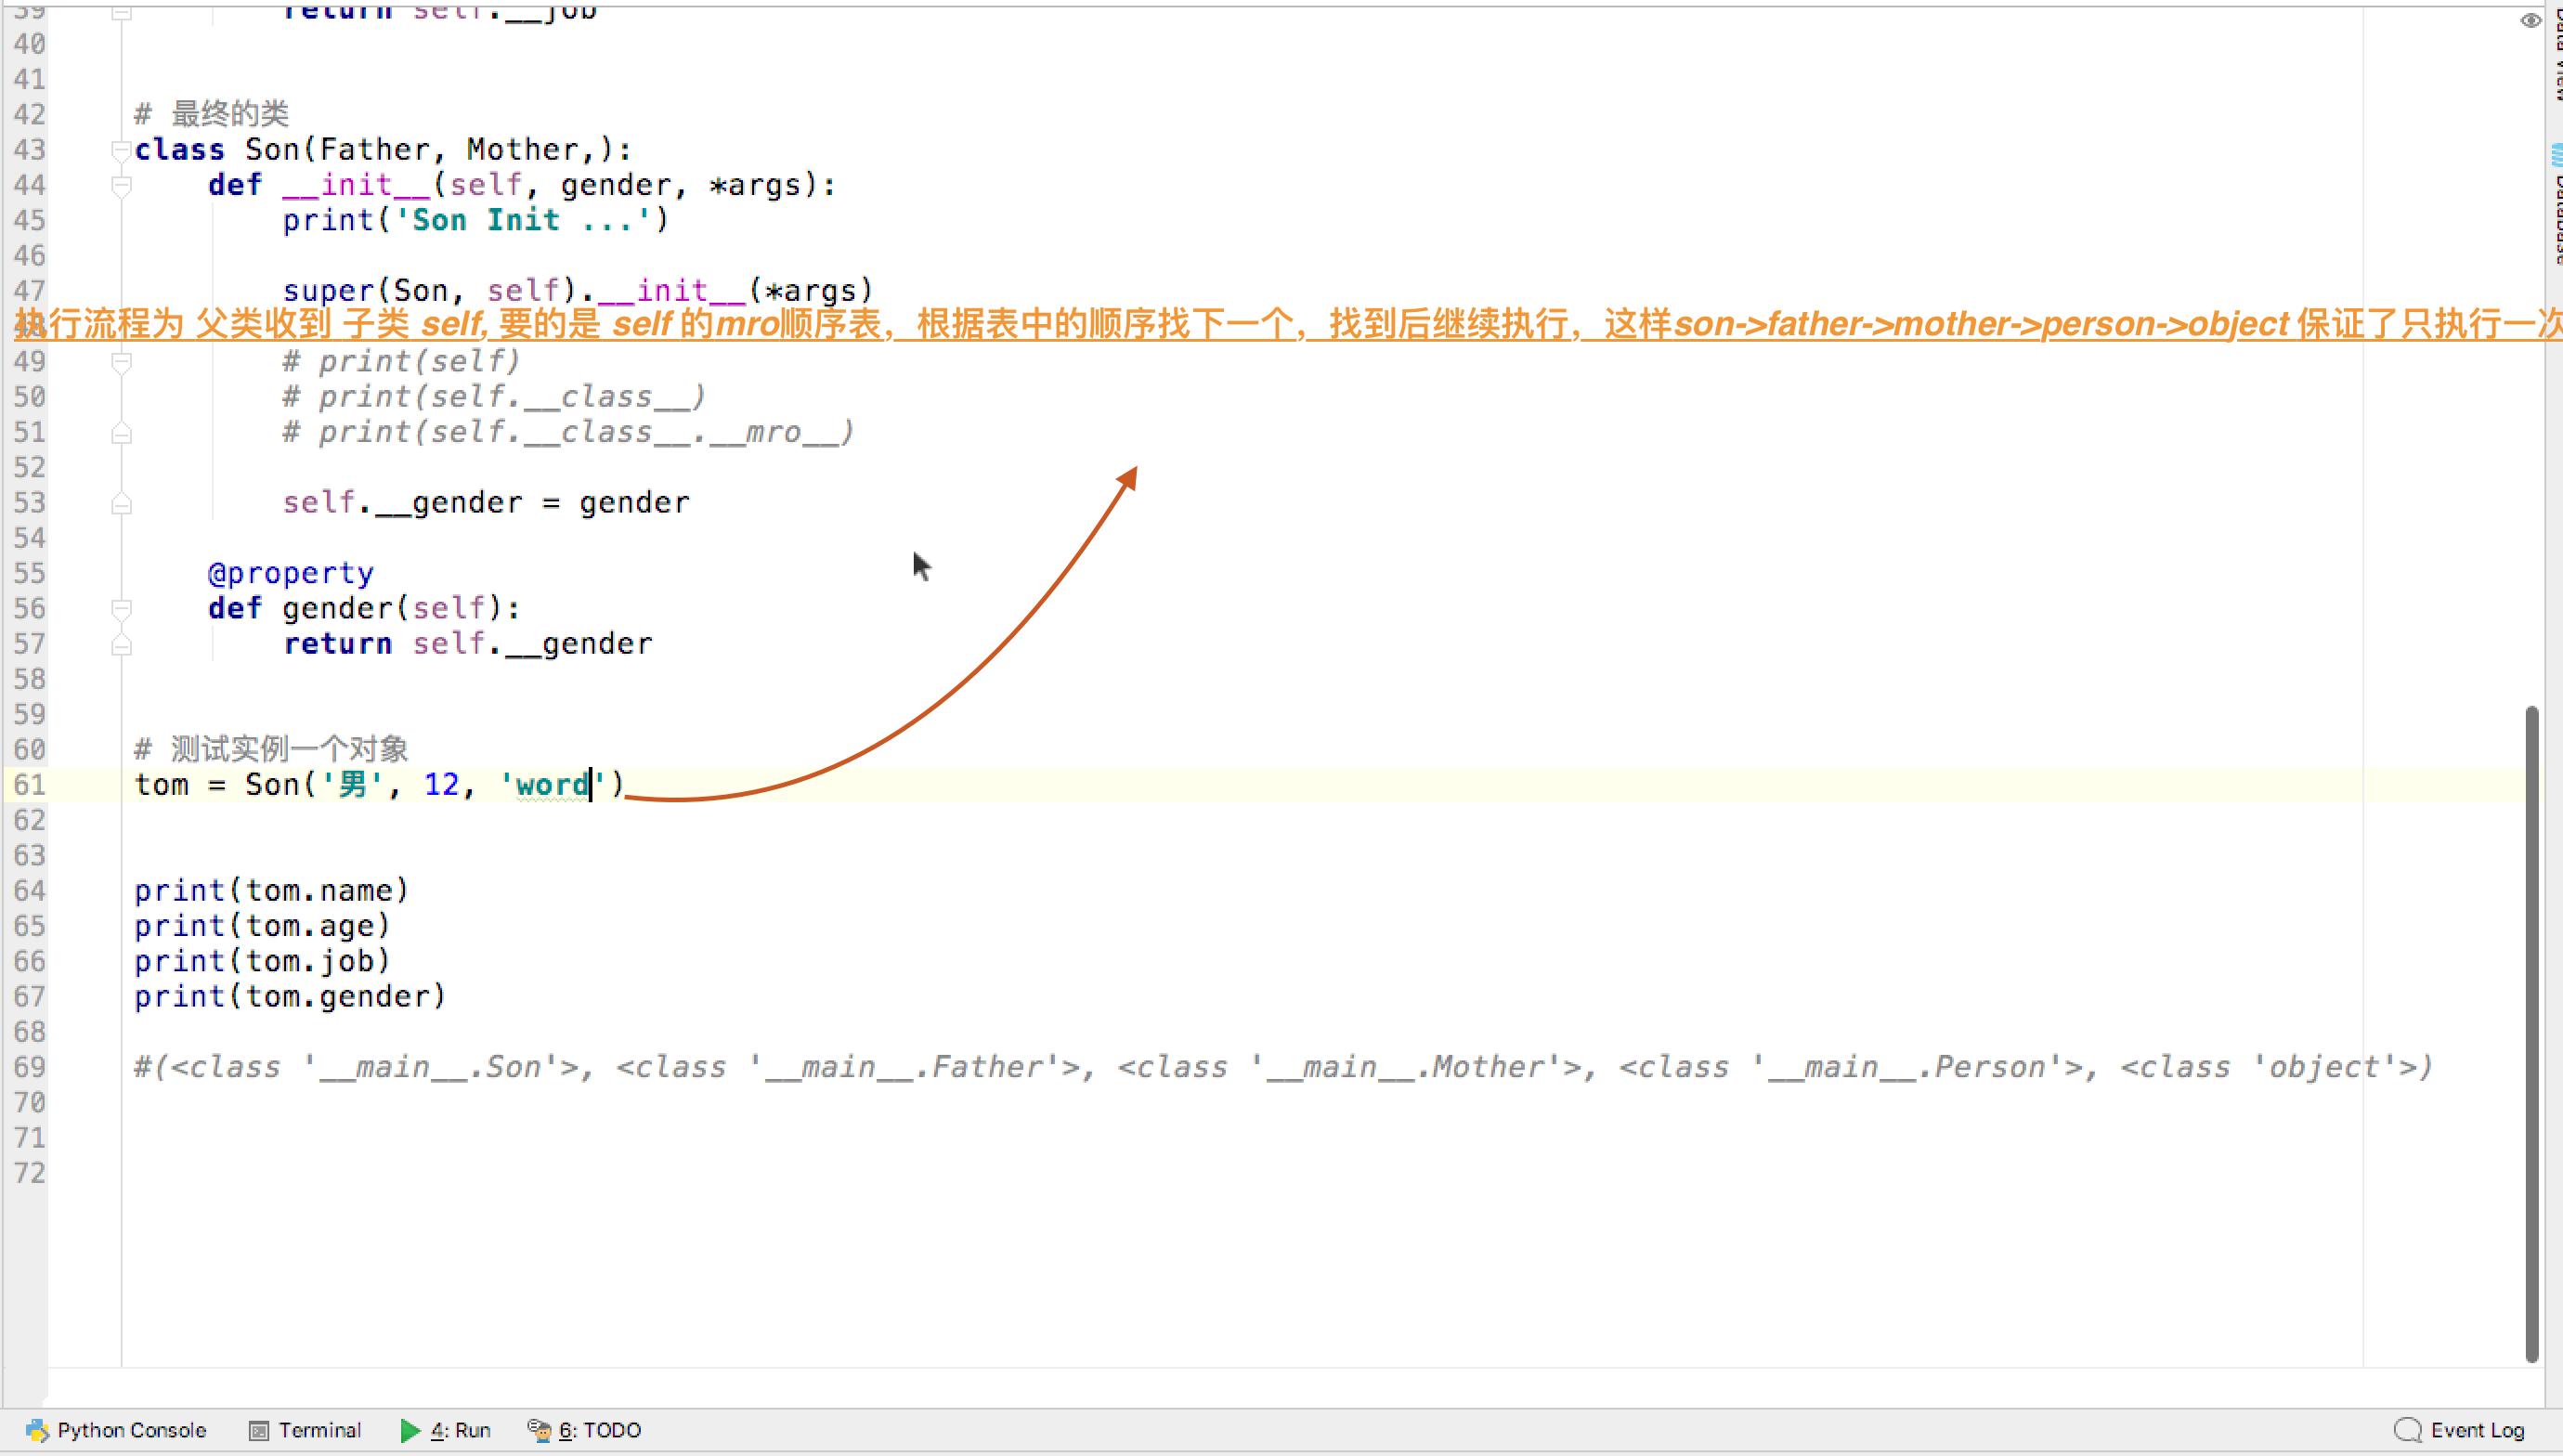 39 return self.__job
40
41
42 # 最终的类
43 class Son(Father, Mother,):
44 def __init__(self, gender, *args):
45 print('Son Init ...')
46
47 super(Son, self).__init__(*args)
执行流程为 父类收到 子类 self, 要的是 self 的mro顺序表，根据表中的顺序找下一个，找到后继续执行，这样son->father->mother->person->object 保证了只执行一次
49 # print(self)
50 # print(self.__class__)
51 # print(self.__class__.__mro__)
52
53 self.__gender = gender
54
55 @property
56 def gender(self):
57 return self.__gender
58
59
60 # 测试实例一个对象
61 tom = Son('男', 12, 'word')
62
63
64 print(tom.name)
65 print(tom.age)
66 print(tom.job)
67 print(tom.gender)
68
69 #(<class '__main__.Son'>, <class '__main__.Father'>, <class '__main__.Mother'>, <class '__main__.Person'>, <class 'object'>)
70
71
72
Data View
Database
Python Console Terminal 4: Run 6: TODO Event Log